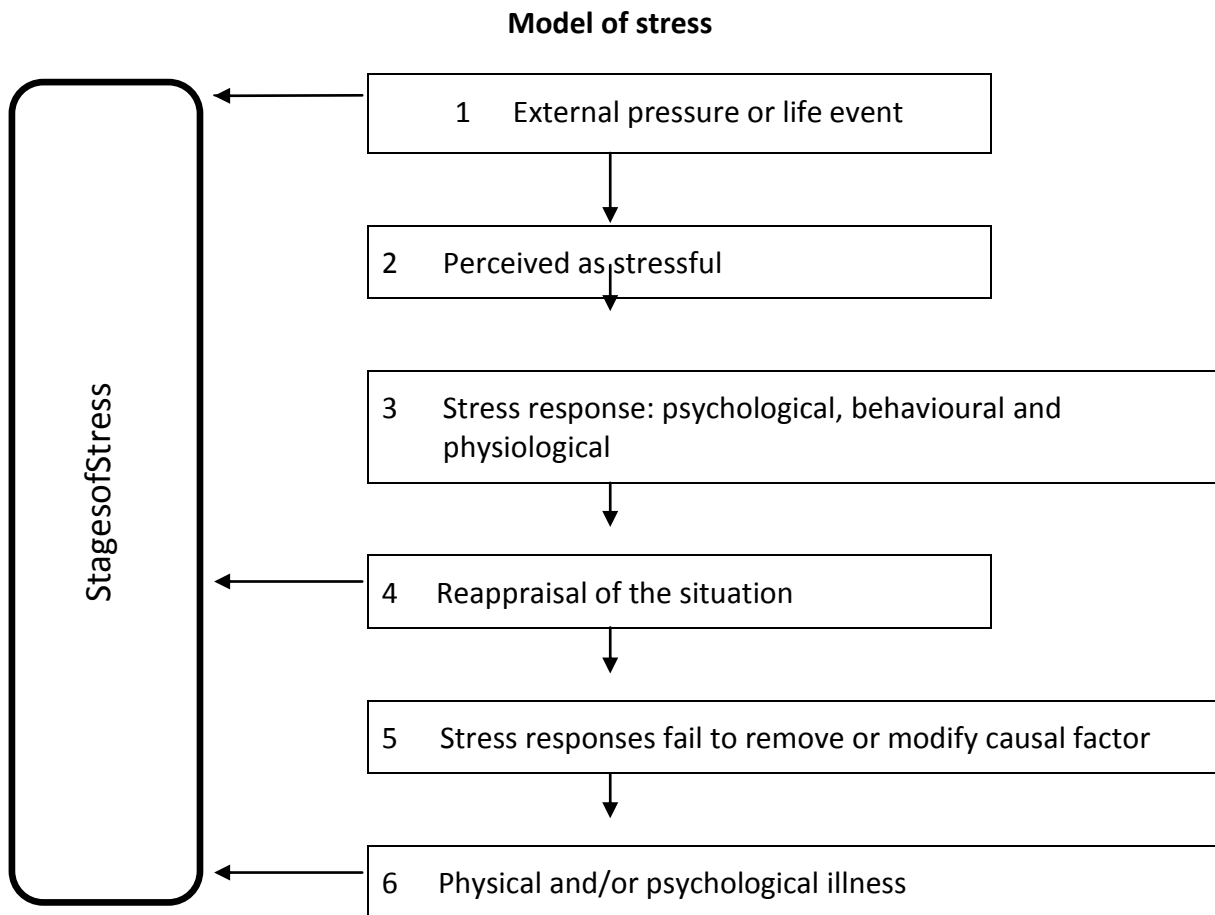 Model of stress
1 External pressure or life event
2 Perceived as stressful
3 Stress response: psychological, behavioural and
physiological
StagesofStress
4 Reappraisal of the situation
5 Stress responses fail to remove or modify causal factor
6 Physical and/or psychological illness